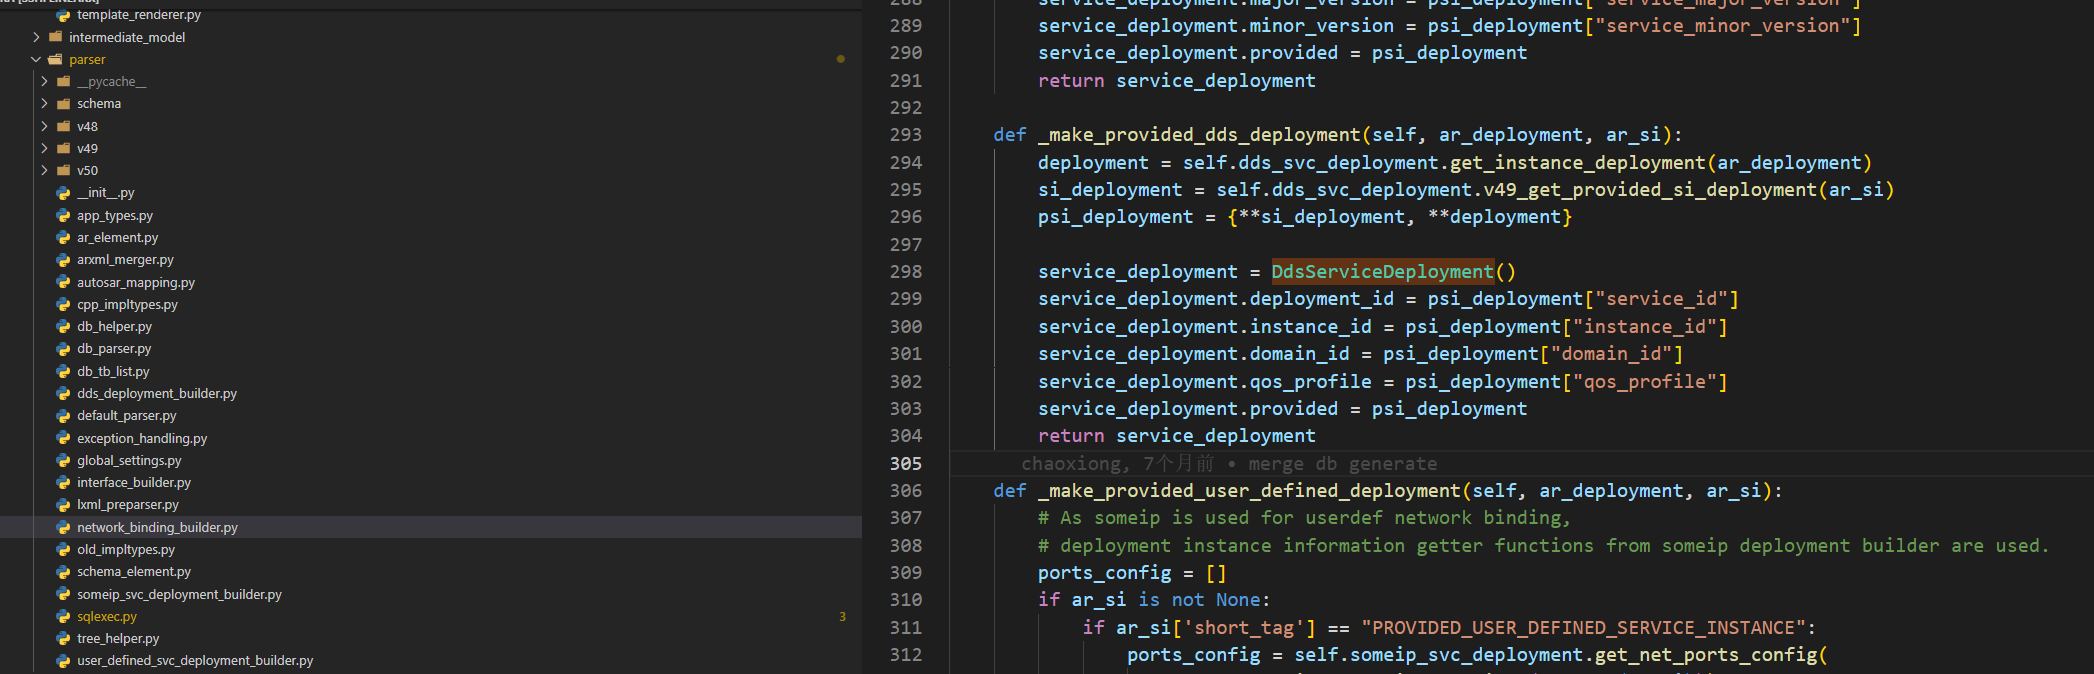 template_renderer.py
intermediate_model
parser
__pycache__
schema
v48
v49
v50
__init__.py
app_types.py
ar_element.py
arxml_merger.py
autosar_mapping.py
cpp_impltypes.py
db_helper.py
db_parser.py
db_tb_list.py
dds_deployment_builder.py
default_parser.py
exception_handling.py
global_settings.py
interface_builder.py
lxml_preparser.py
network_binding_builder.py
old_impltypes.py
schema_element.py
someip_svc_deployment_builder.py
sqlexec.py 3
tree_helper.py
user_defined_svc_deployment_builder.py
288 service_deployment.major_version = psi_deployment["service_major_version"]
289 service_deployment.minor_version = psi_deployment["service_minor_version"]
290 service_deployment.provided = psi_deployment
291 return service_deployment
292
293 def _make_provided_dds_deployment(self, ar_deployment, ar_si):
294 deployment = self.dds_svc_deployment.get_instance_deployment(ar_deployment)
295 si_deployment = self.dds_svc_deployment.v49_get_provided_si_deployment(ar_si)
296 psi_deployment = {**si_deployment, **deployment}
297
298 service_deployment = DdsServiceDeployment()
299 service_deployment.deployment_id = psi_deployment["service_id"]
300 service_deployment.instance_id = psi_deployment["instance_id"]
301 service_deployment.domain_id = psi_deployment["domain_id"]
302 service_deployment.qos_profile = psi_deployment["qos_profile"]
303 service_deployment.provided = psi_deployment
304 return service_deployment
305 chaoxiong, 7个月前 • merge db generate
306 def _make_provided_user_defined_deployment(self, ar_deployment, ar_si):
307 # As someip is used for userdef network binding,
308 # deployment instance information getter functions from someip deployment builder are used.
309 ports_config = []
310 if ar_si is not None:
311 if ar_si['short_tag'] == "PROVIDED_USER_DEFINED_SERVICE_INSTANCE":
312 ports_config = self.someip_svc_deployment.get_net_ports_config(